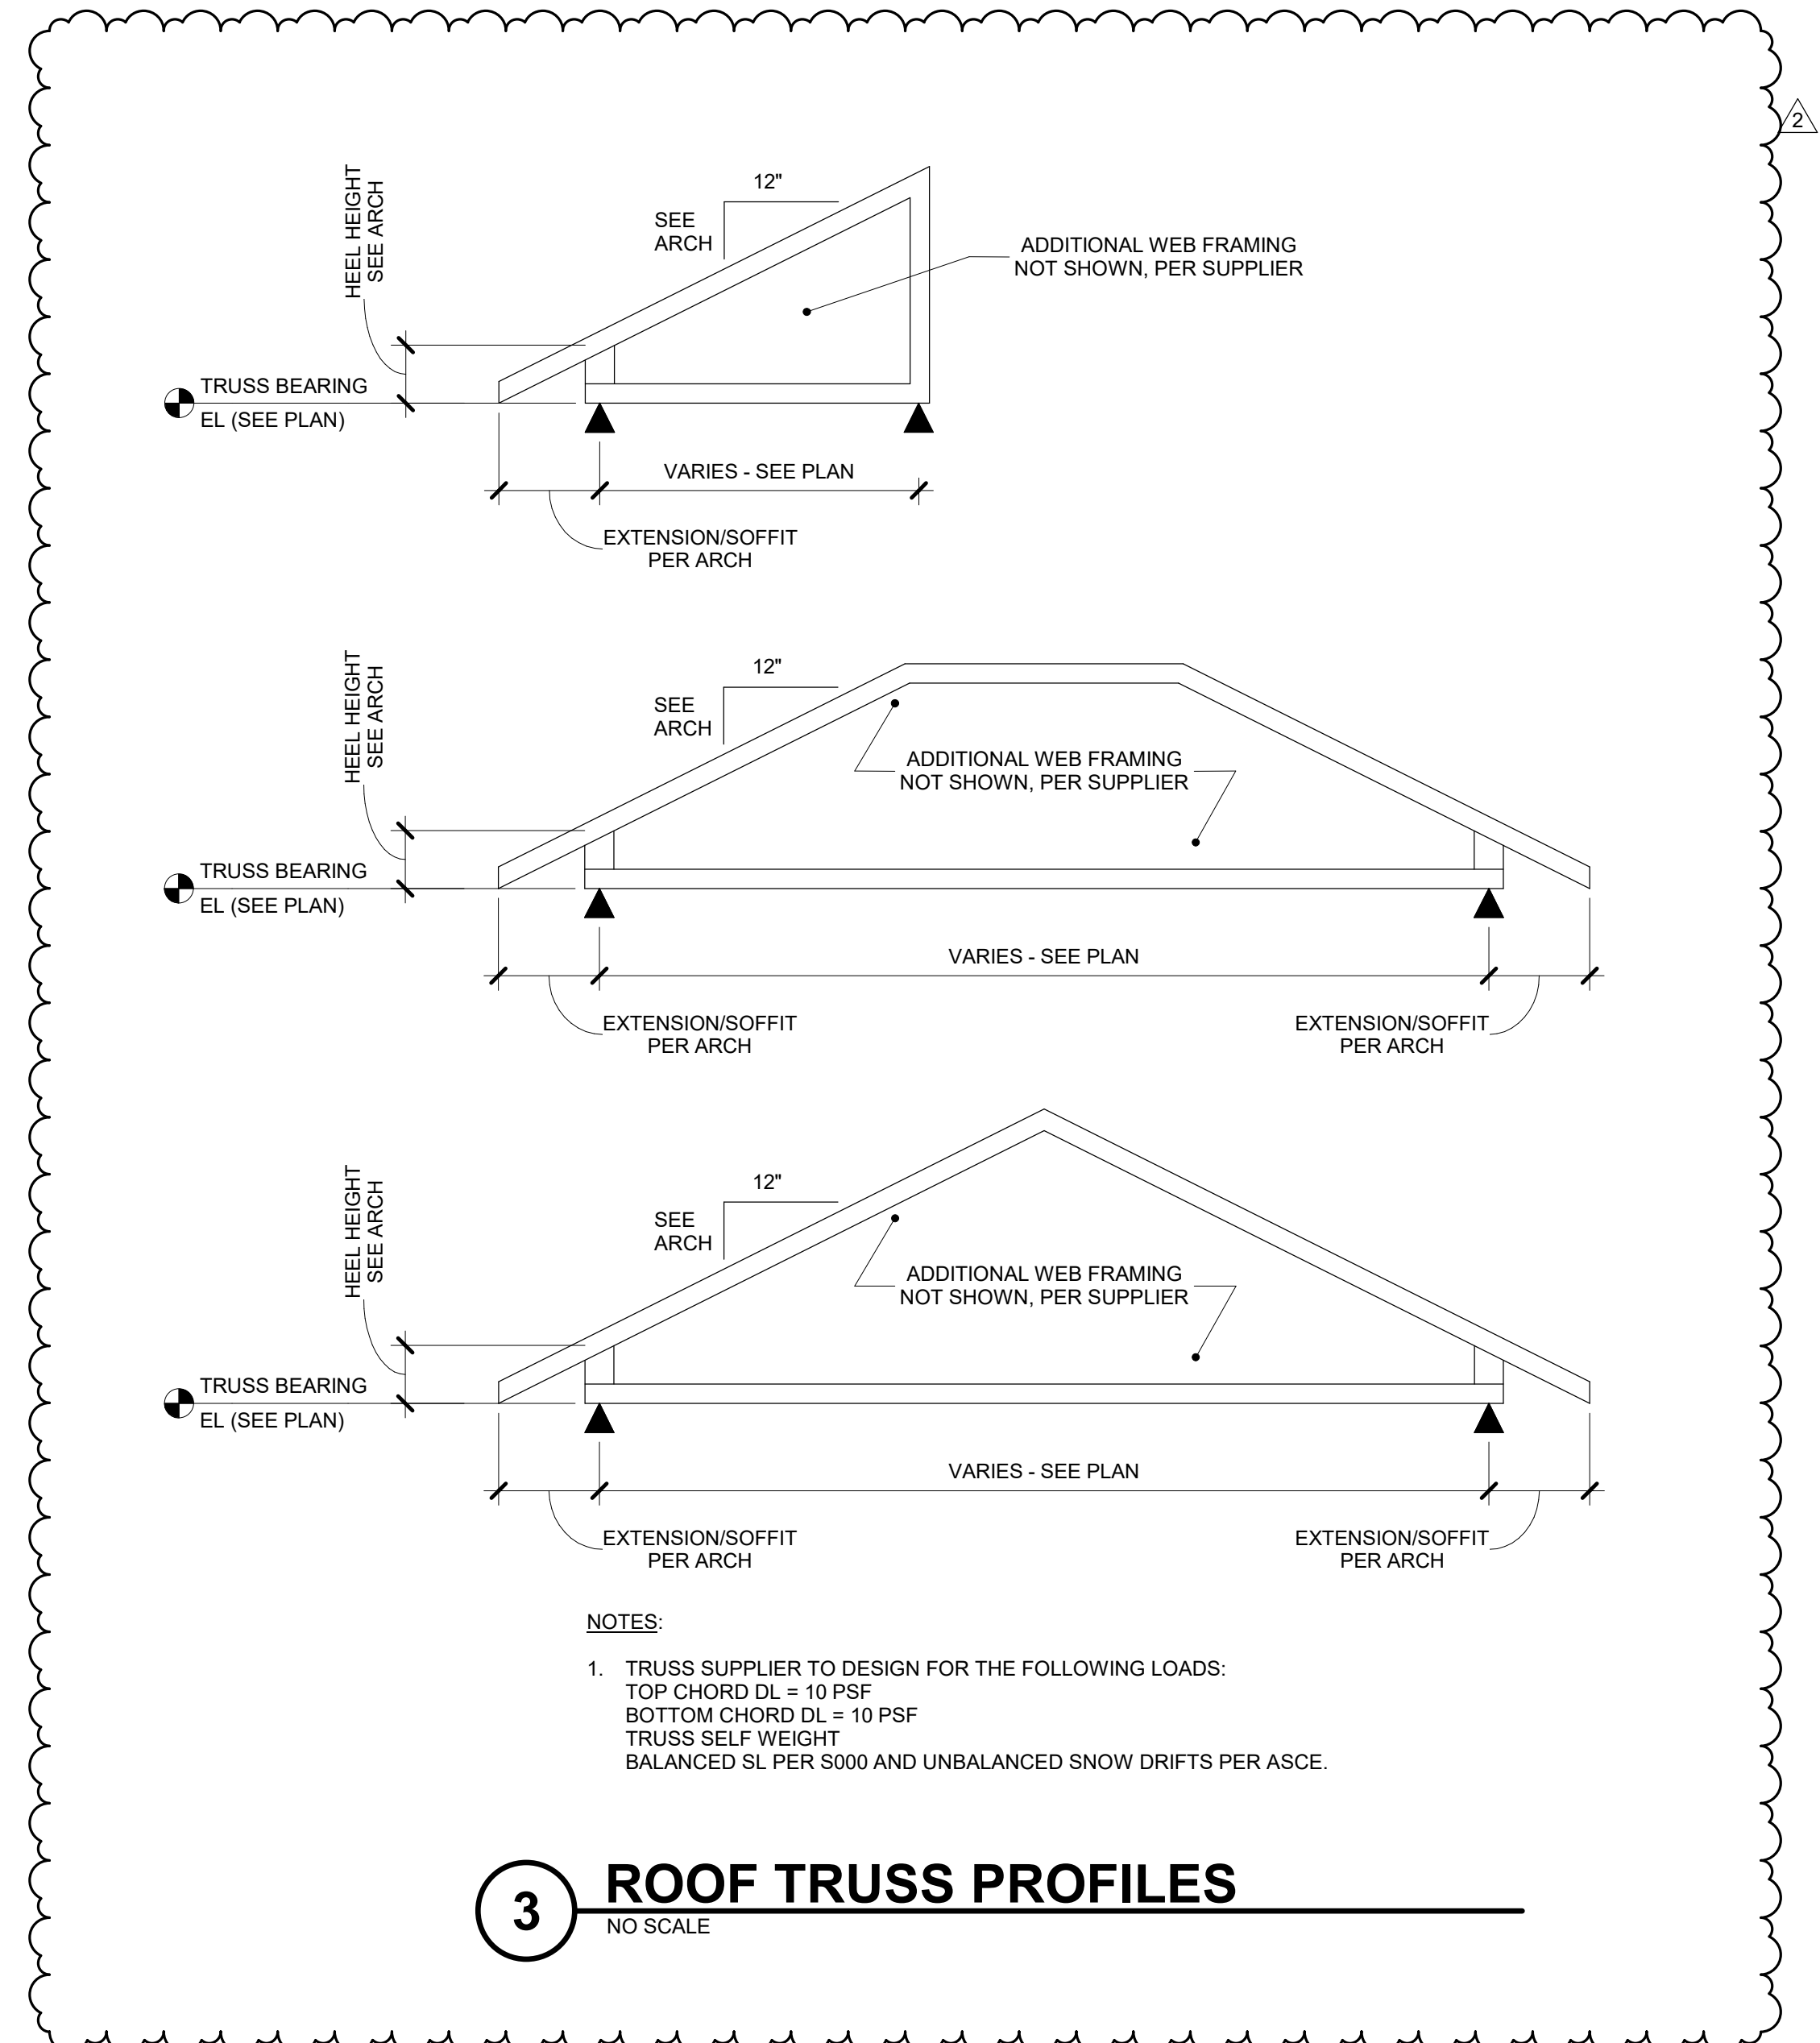 2
HEEL HEIGHT
SEE ARCH
12"
SEE
ARCH
ADDITIONAL WEB FRAMING
NOT SHOWN, PER SUPPLIER
TRUSS BEARING
EL (SEE PLAN)
VARIES - SEE PLAN
EXTENSION/SOFFIT
PER ARCH
HEEL HEIGHT
SEE ARCH
12"
SEE
ARCH
ADDITIONAL WEB FRAMING
NOT SHOWN, PER SUPPLIER
TRUSS BEARING
EL (SEE PLAN)
VARIES - SEE PLAN
EXTENSION/SOFFIT
PER ARCH
EXTENSION/SOFFIT
PER ARCH
HEEL HEIGHT
SEE ARCH
12"
SEE
ARCH
ADDITIONAL WEB FRAMING
NOT SHOWN, PER SUPPLIER
TRUSS BEARING
EL (SEE PLAN)
VARIES - SEE PLAN
EXTENSION/SOFFIT
PER ARCH
EXTENSION/SOFFIT
PER ARCH
NOTES:
1. TRUSS SUPPLIER TO DESIGN FOR THE FOLLOWING LOADS:
TOP CHORD DL = 10 PSF
BOTTOM CHORD DL = 10 PSF
TRUSS SELF WEIGHT
BALANCED SL PER S000 AND UNBALANCED SNOW DRIFTS PER ASCE.
3 ROOF TRUSS PROFILES
NO SCALE